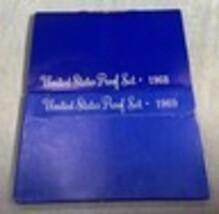 United States Proof Set · 1968
United States Proof Set · 1969